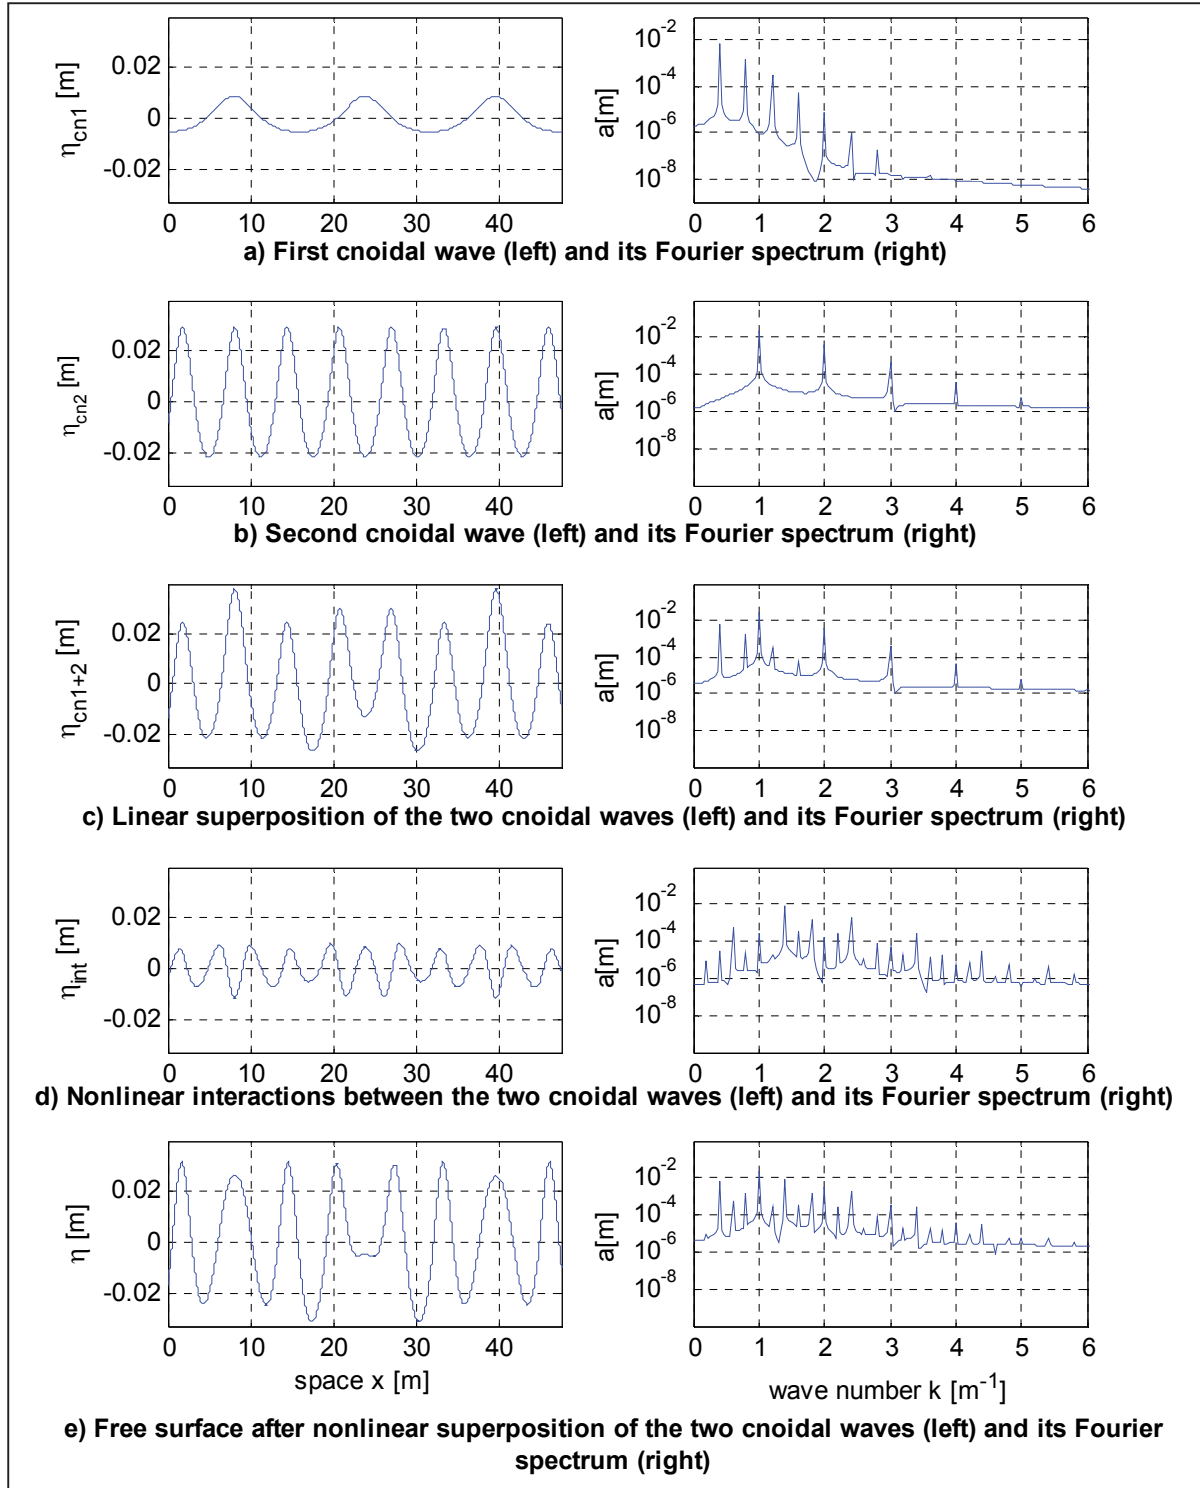 η_cn1 [m]
0.02
0
-0.02
0 10 20 30 40
a[m]
10^-2
10^-4
10^-6
10^-8
0 1 2 3 4 5 6
a) First cnoidal wave (left) and its Fourier spectrum (right)
η_cn2 [m]
0.02
0
-0.02
0 10 20 30 40
a[m]
10^-2
10^-4
10^-6
10^-8
0 1 2 3 4 5 6
b) Second cnoidal wave (left) and its Fourier spectrum (right)
η_cn1+2 [m]
0.02
0
-0.02
0 10 20 30 40
a[m]
10^-2
10^-4
10^-6
10^-8
0 1 2 3 4 5 6
c) Linear superposition of the two cnoidal waves (left) and its Fourier spectrum (right)
η_int [m]
0.02
0
-0.02
0 10 20 30 40
a[m]
10^-2
10^-4
10^-6
10^-8
0 1 2 3 4 5 6
d) Nonlinear interactions between the two cnoidal waves (left) and its Fourier spectrum (right)
η [m]
0.02
0
-0.02
0 10 20 30 40
space x [m]
a[m]
10^-2
10^-4
10^-6
10^-8
0 1 2 3 4 5 6
wave number k [m^-1]
e) Free surface after nonlinear superposition of the two cnoidal waves (left) and its Fourier
spectrum (right)